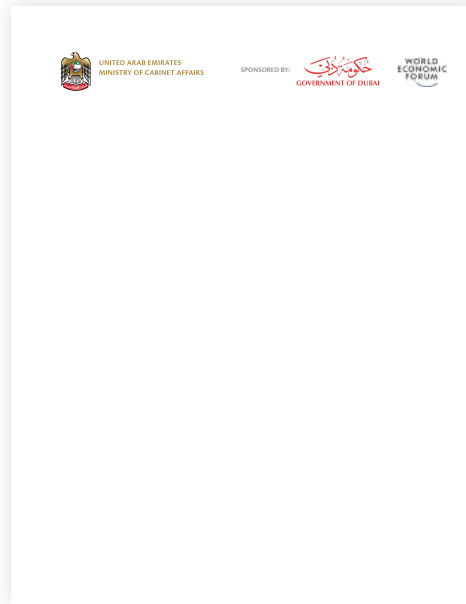 UNITED ARAB EMIRATES
MINISTRY OF CABINET AFFAIRS
SPONSORED BY:
حكومة دبي
GOVERNMENT OF DUBAI
WORLD
ECONOMIC
FORUM